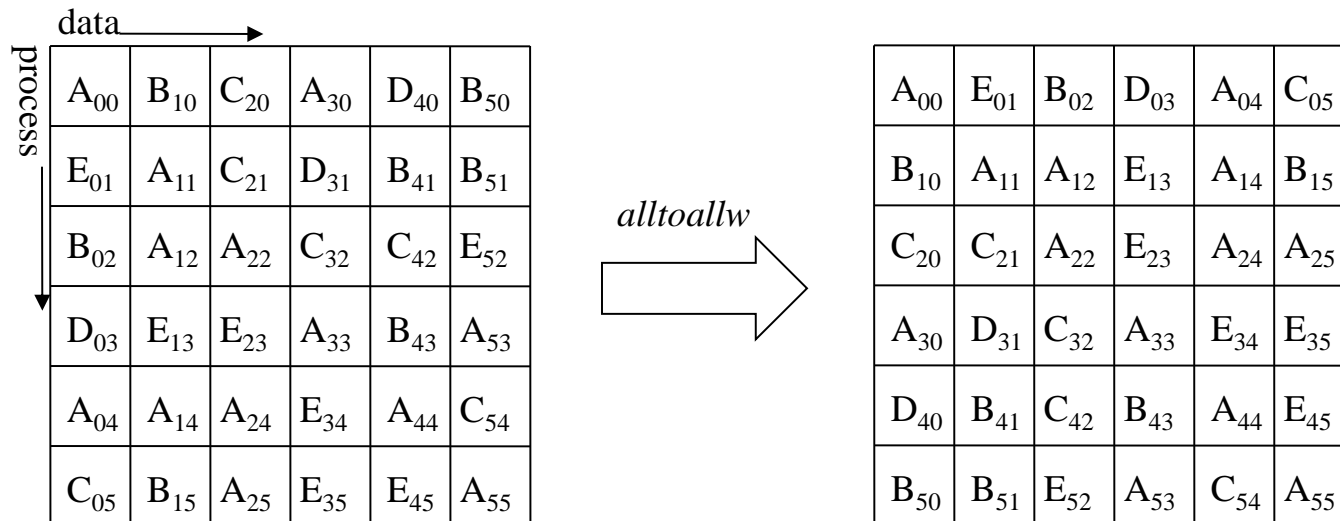 data
process
A₀₀ B₁₀ C₂₀ A₃₀ D₄₀ B₅₀
E₀₁ A₁₁ C₂₁ D₃₁ B₄₁ B₅₁
B₀₂ A₁₂ A₂₂ C₃₂ C₄₂ E₅₂
D₀₃ E₁₃ E₂₃ A₃₃ B₄₃ A₅₃
A₀₄ A₁₄ A₂₄ E₃₄ A₄₄ C₅₄
C₀₅ B₁₅ A₂₅ E₃₅ E₄₅ A₅₅
alltoallw
A₀₀ E₀₁ B₀₂ D₀₃ A₀₄ C₀₅
B₁₀ A₁₁ A₁₂ E₁₃ A₁₄ B₁₅
C₂₀ C₂₁ A₂₂ E₂₃ A₂₄ A₂₅
A₃₀ D₃₁ C₃₂ A₃₃ E₃₄ E₃₅
D₄₀ B₄₁ C₄₂ B₄₃ A₄₄ E₄₅
B₅₀ B₅₁ E₅₂ A₅₃ C₅₄ A₅₅